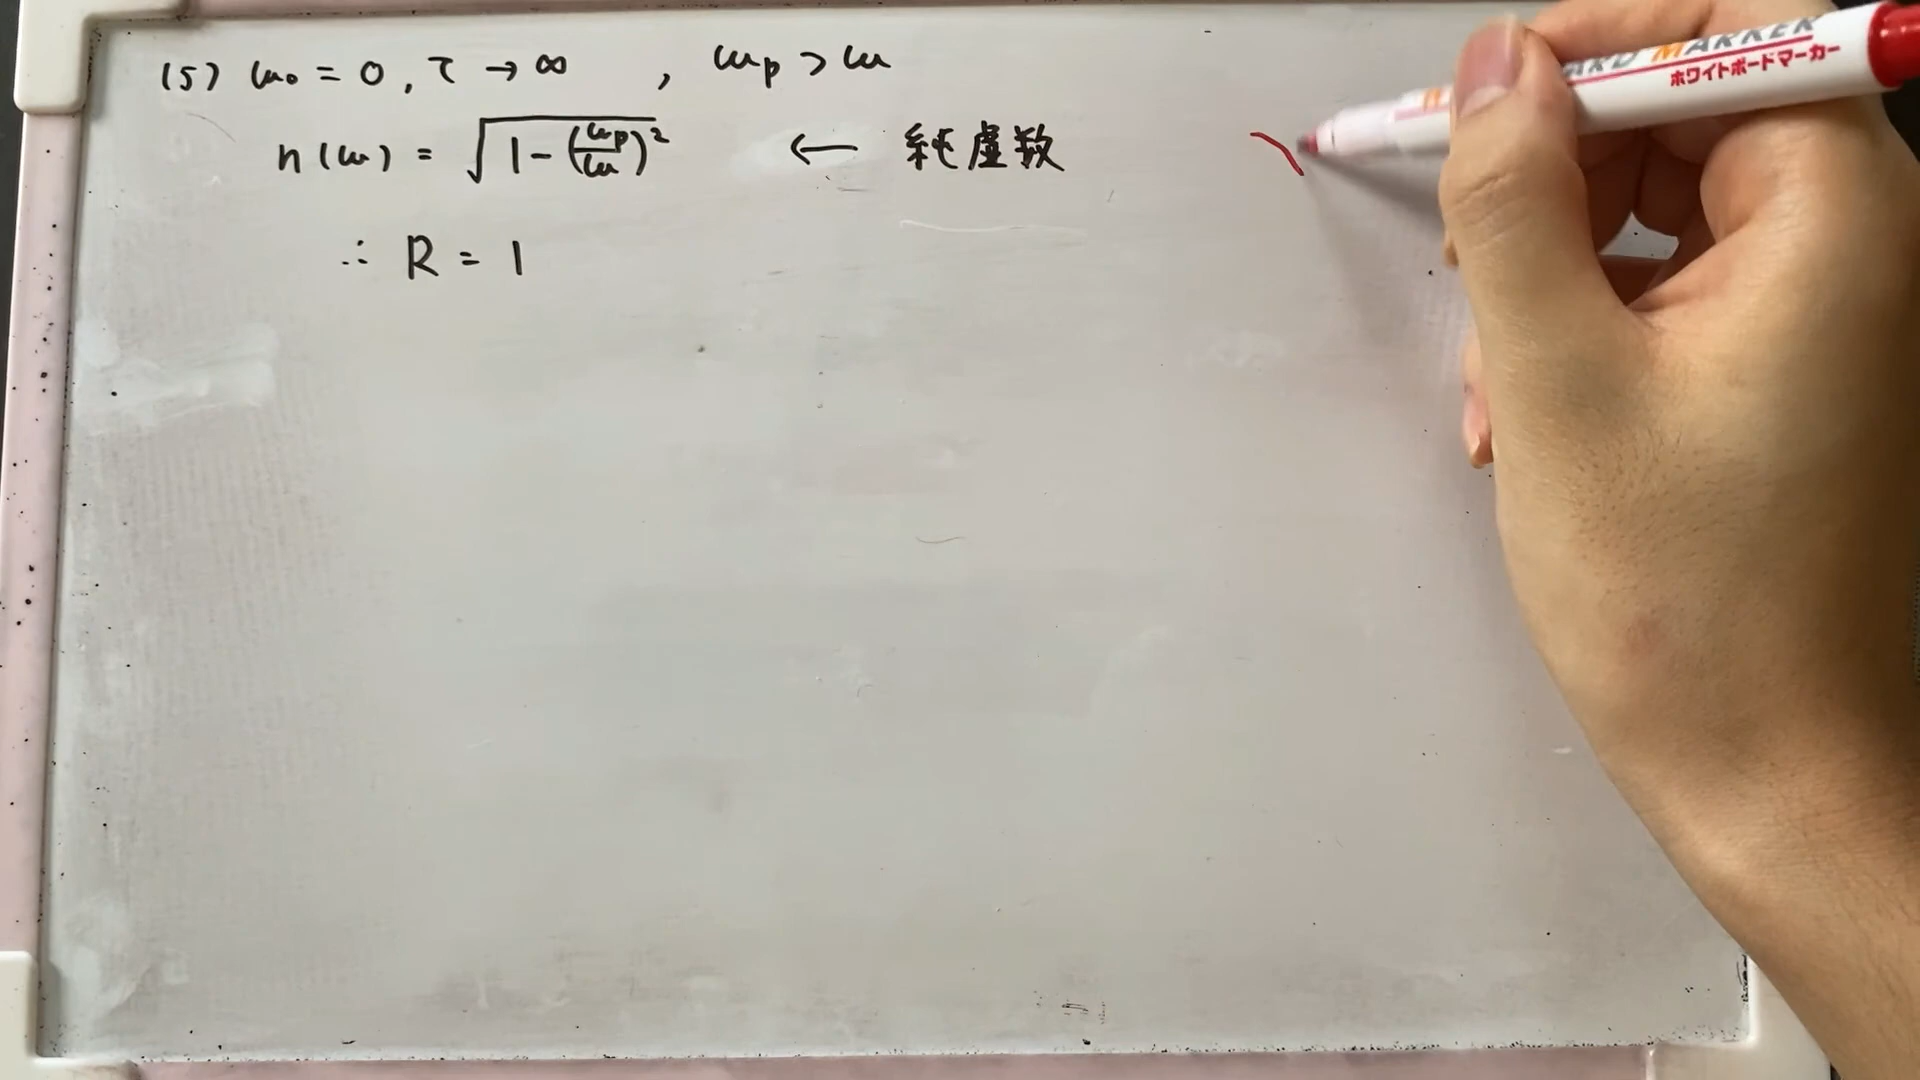 (5) ω₀ = 0, τ → ∞ , ωp > ω
n(ω) = √(1 - (ωp/ω)²) ← 純虚数
∴ R = 1
MARKER
ホワイトボードマーカー